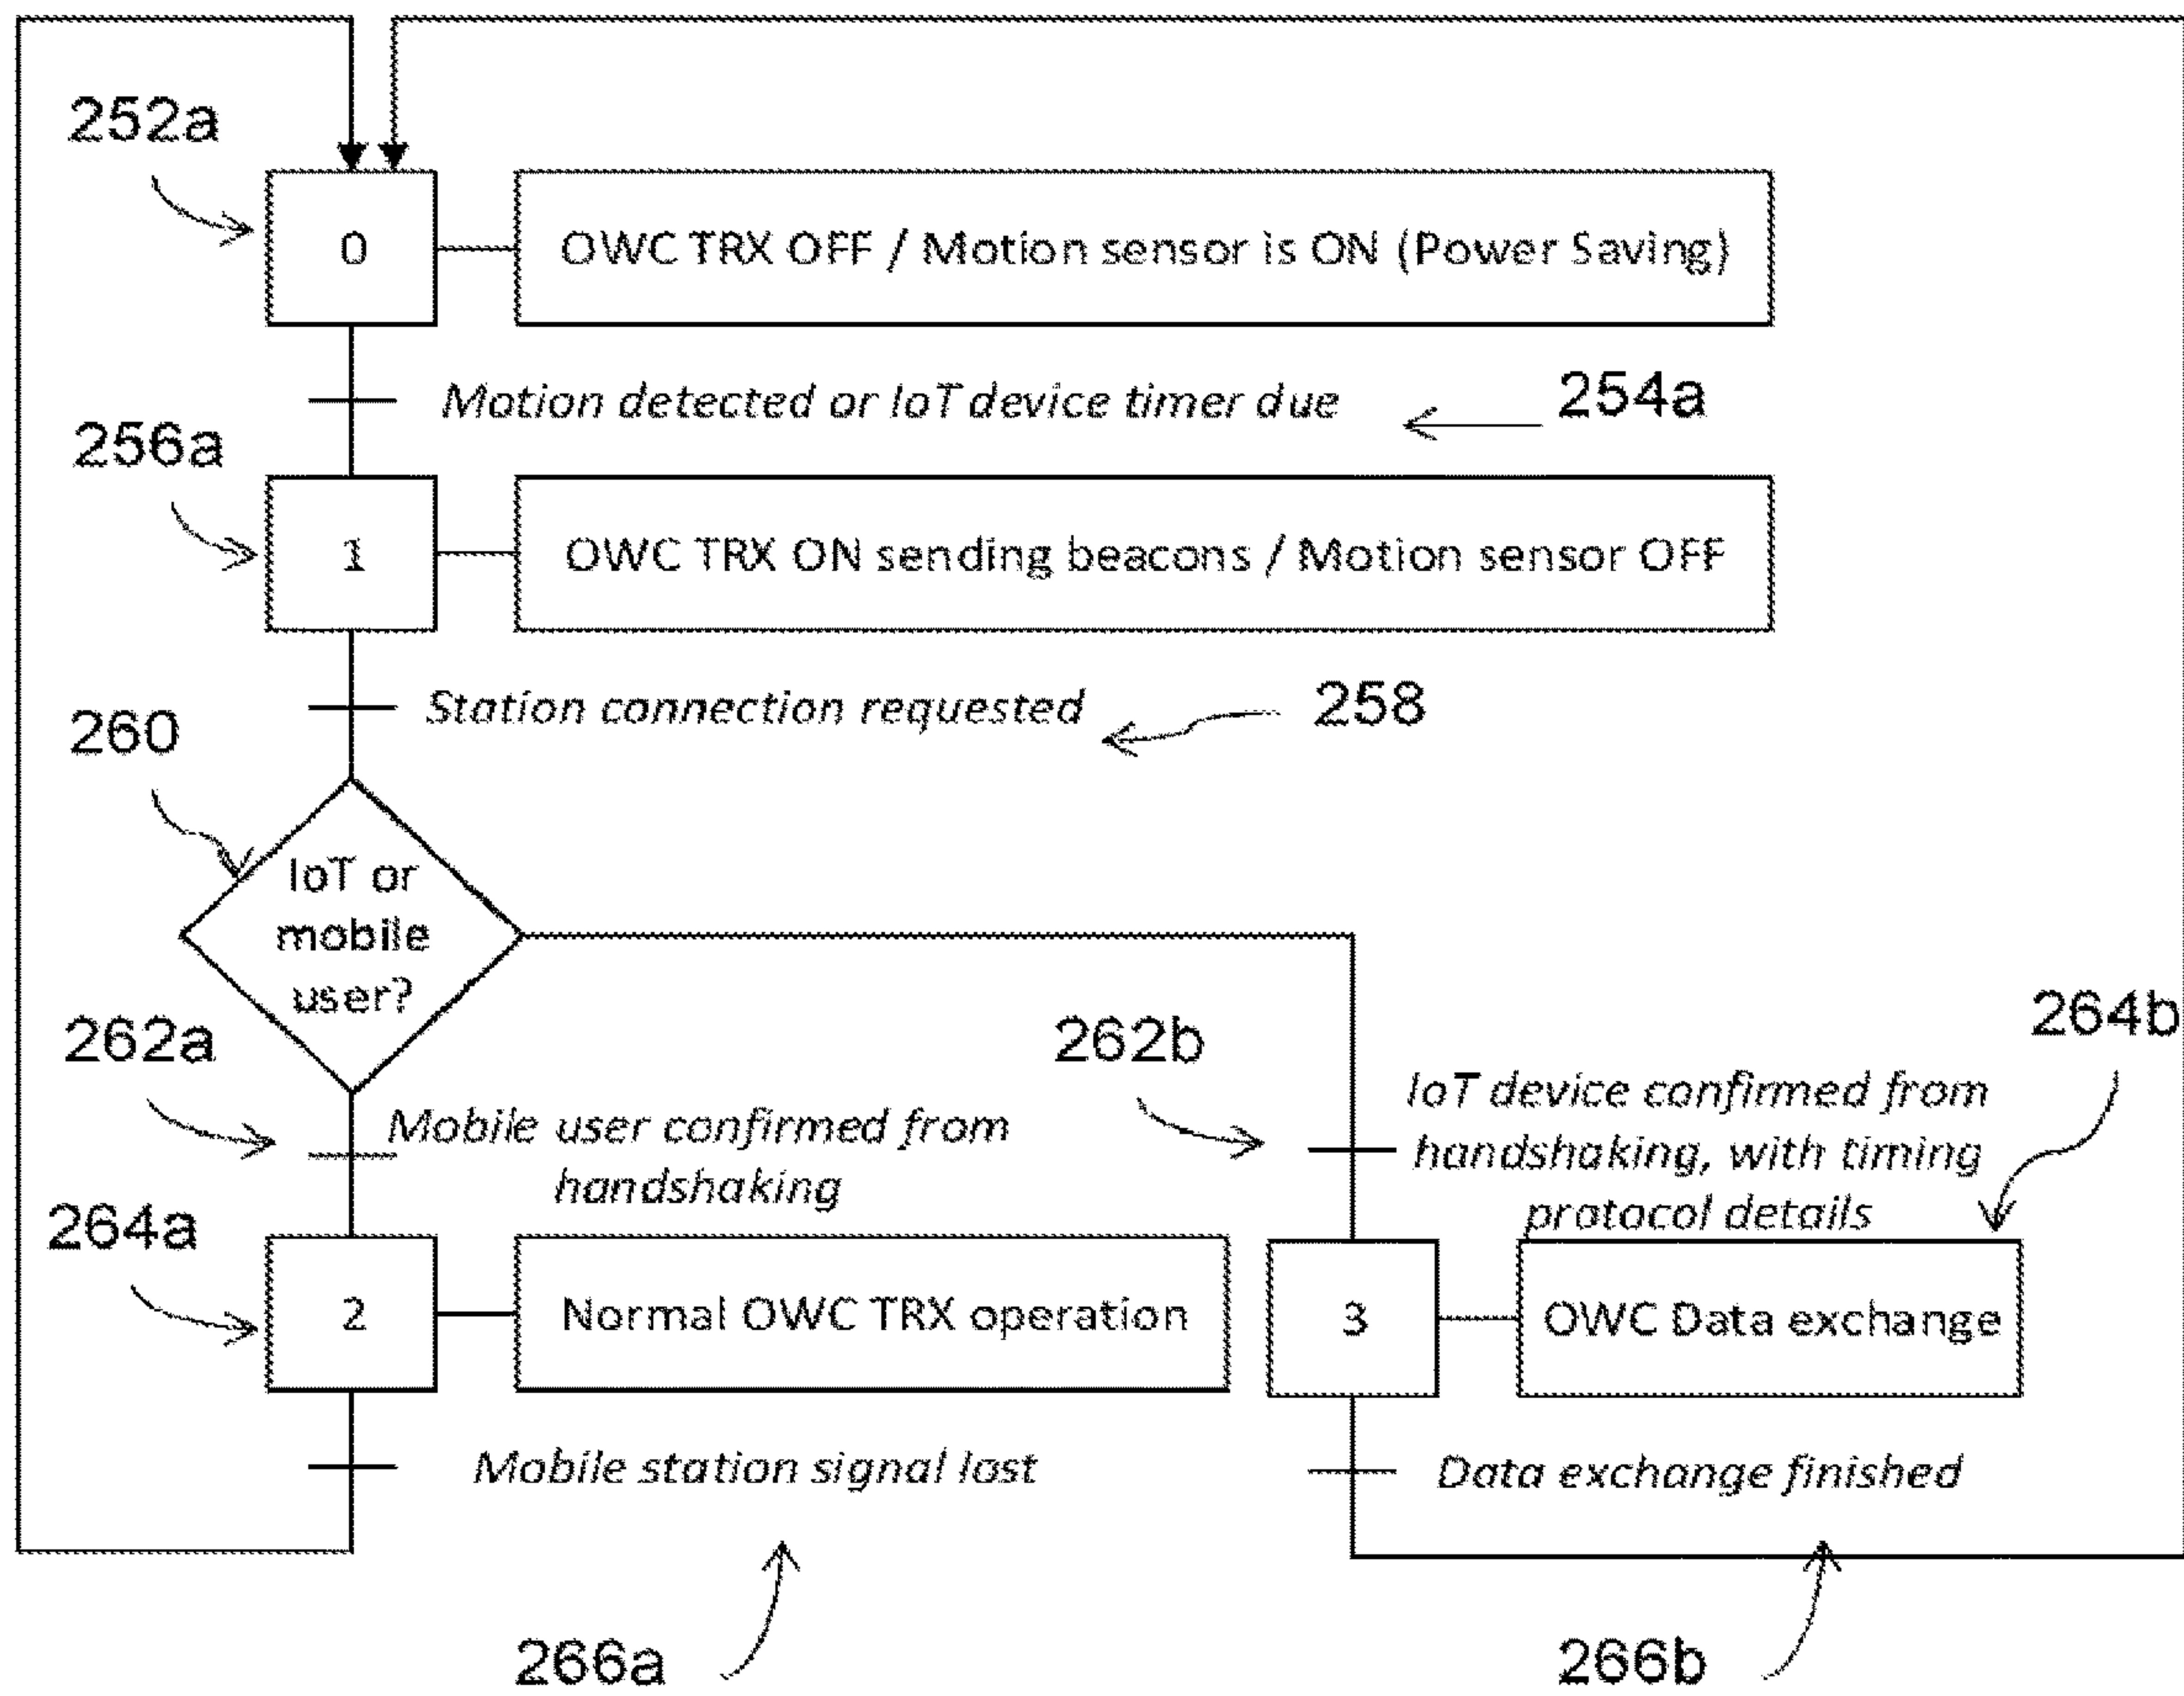 252a
0
OWC TRX OFF / Motion sensor is ON (Power Saving)
Motion detected or IoT device timer due
254a
256a
1
OWC TRX ON sending beacons / Motion sensor OFF
Station connection requested
258
260
IoT or
mobile
user?
262a
Mobile user confirmed from
handshaking
262b
IoT device confirmed from
handshaking, with timing
protocol details
264b
264a
2
Normal OWC TRX operation
3
OWC Data exchange
Mobile station signal lost
Data exchange finished
266a
266b